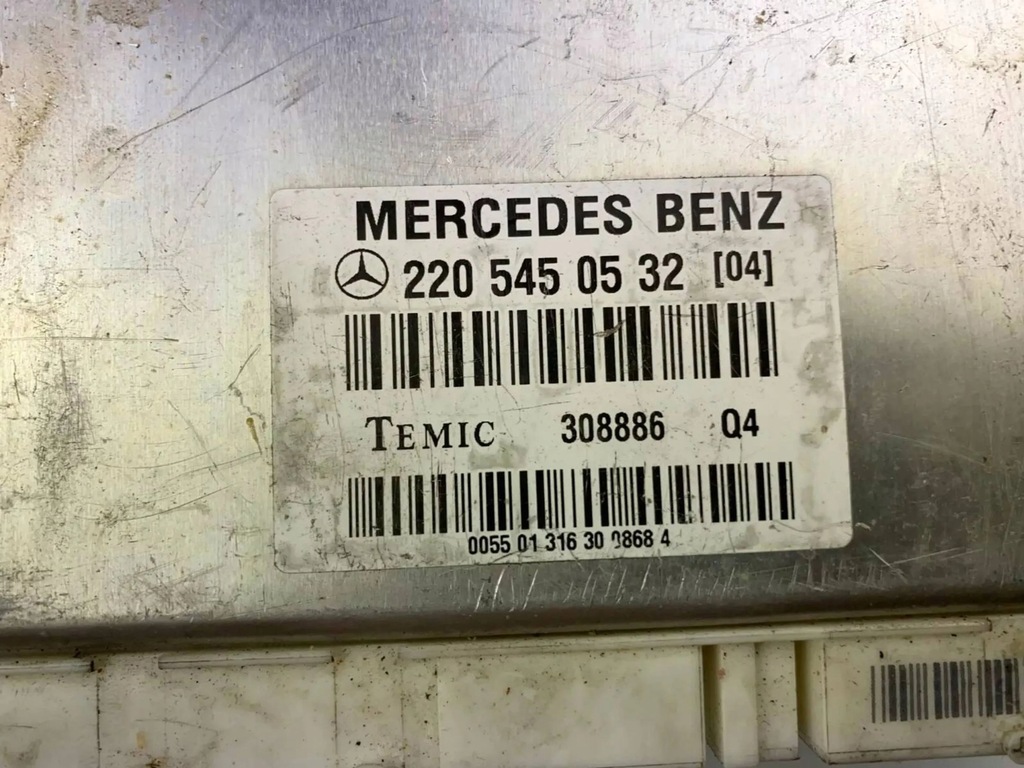 MERCEDES BENZ
220 545 05 32 [04]
TEMIC 308886 Q4
0055 01 316 30 0868 4